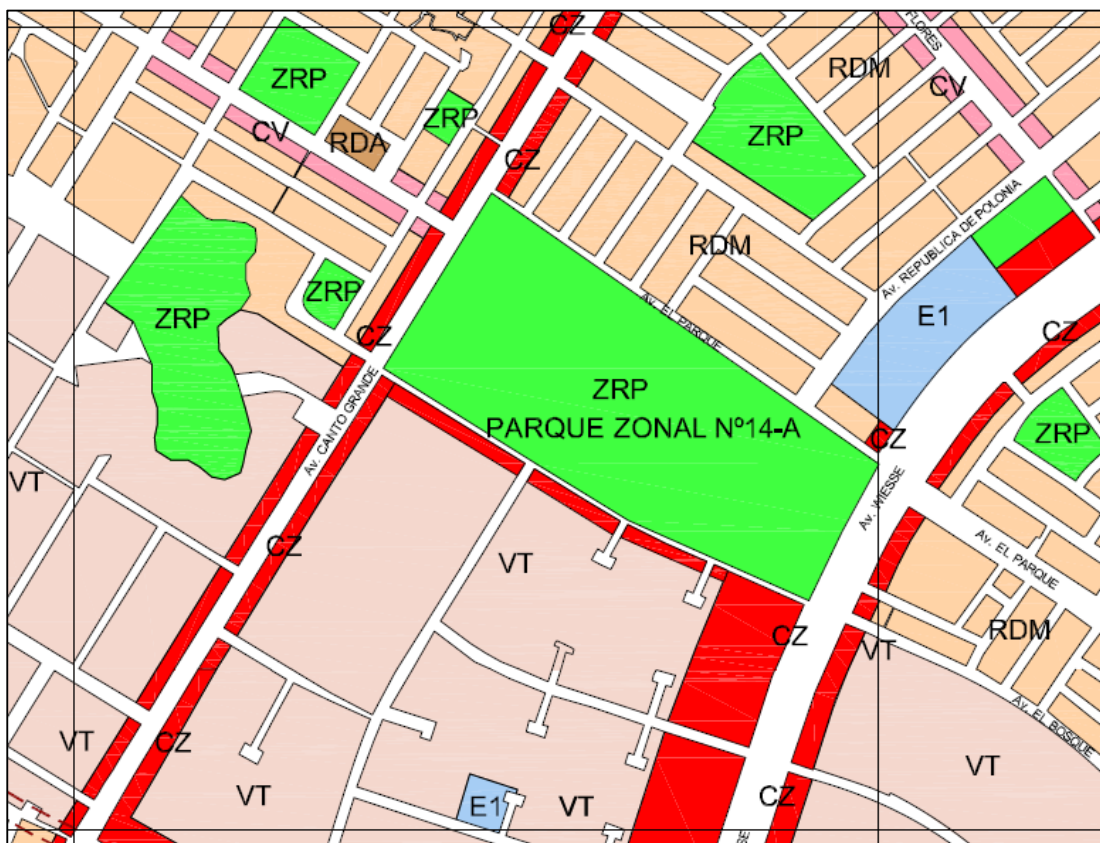 CZ
FLORES
ZRP
RDM
CV
ZRP
CV
RDA
ZRP
CZ
Av. REPUBLICA DE POLONIA
RDM
ZRP
ZRP
Av. EL PARQUE
E1
CZ
CZ
ZRP
PARQUE ZONAL Nº14-A
Av. CANTO GRANDE
CZ
ZRP
VT
Av. WIESSE
CZ
VT
Av. EL PARQUE
CZ
RDM
VT
Av. EL BOSQUE
VT
CZ
VT
VT
E1
VT
CZ
SE